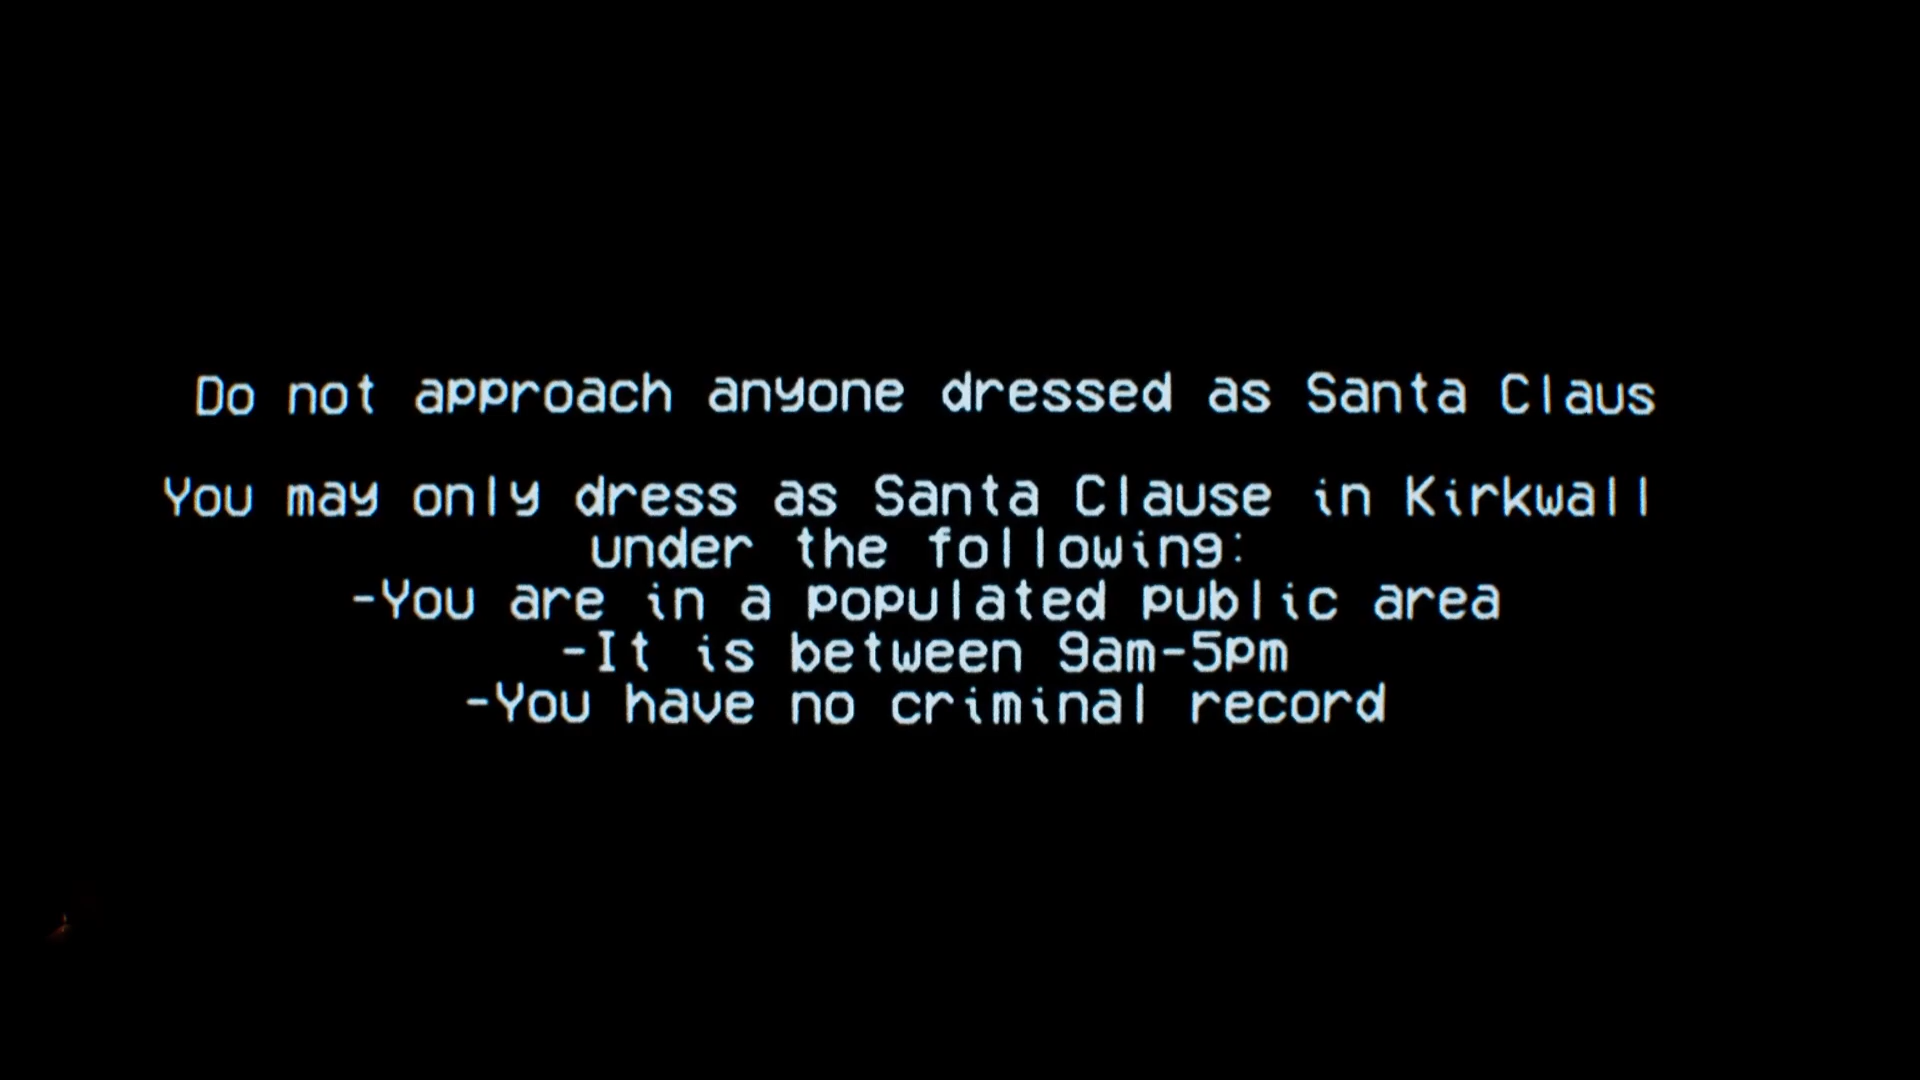 Do not approach anyone dressed as Santa Claus
You may only dress as Santa Clause in Kirkwall
under the following:
-You are in a populated public area
-It is between 9am-5pm
-You have no criminal record